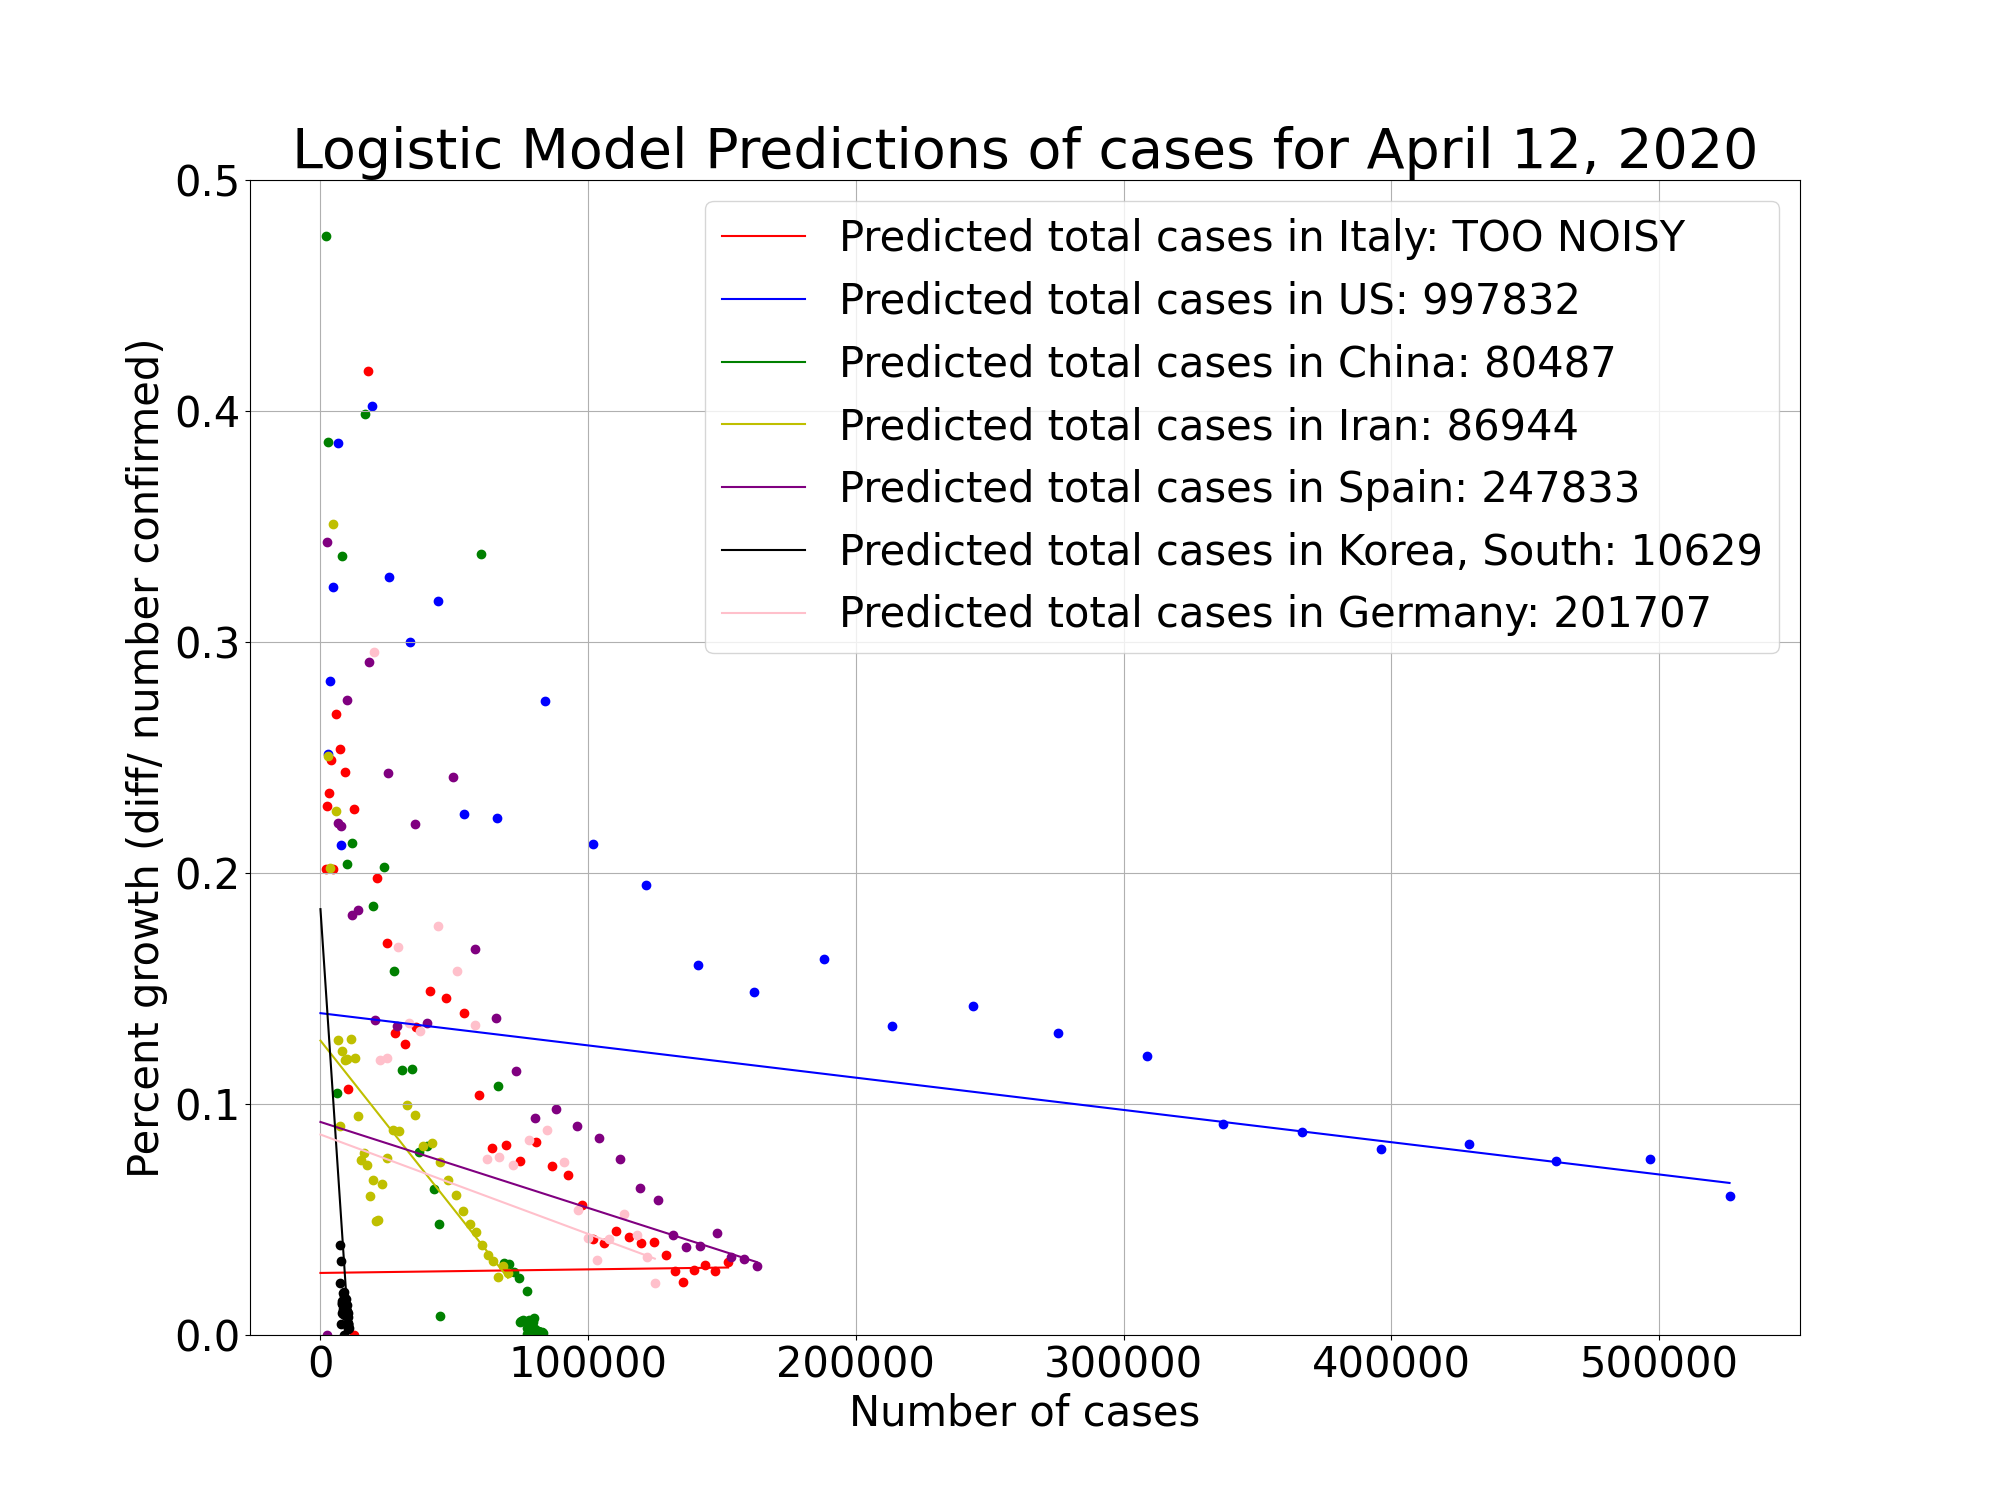 Logistic Model Predictions of cases for April 12, 2020
Predicted total cases in Italy: TOO NOISY
Predicted total cases in US: 997832
Predicted total cases in China: 80487
Predicted total cases in Iran: 86944
Predicted total cases in Spain: 247833
Predicted total cases in Korea, South: 10629
Predicted total cases in Germany: 201707
Percent growth (diff/ number confirmed)
0.5
0.4
0.3
0.2
0.1
0.0
0 100000 200000 300000 400000 500000
Number of cases